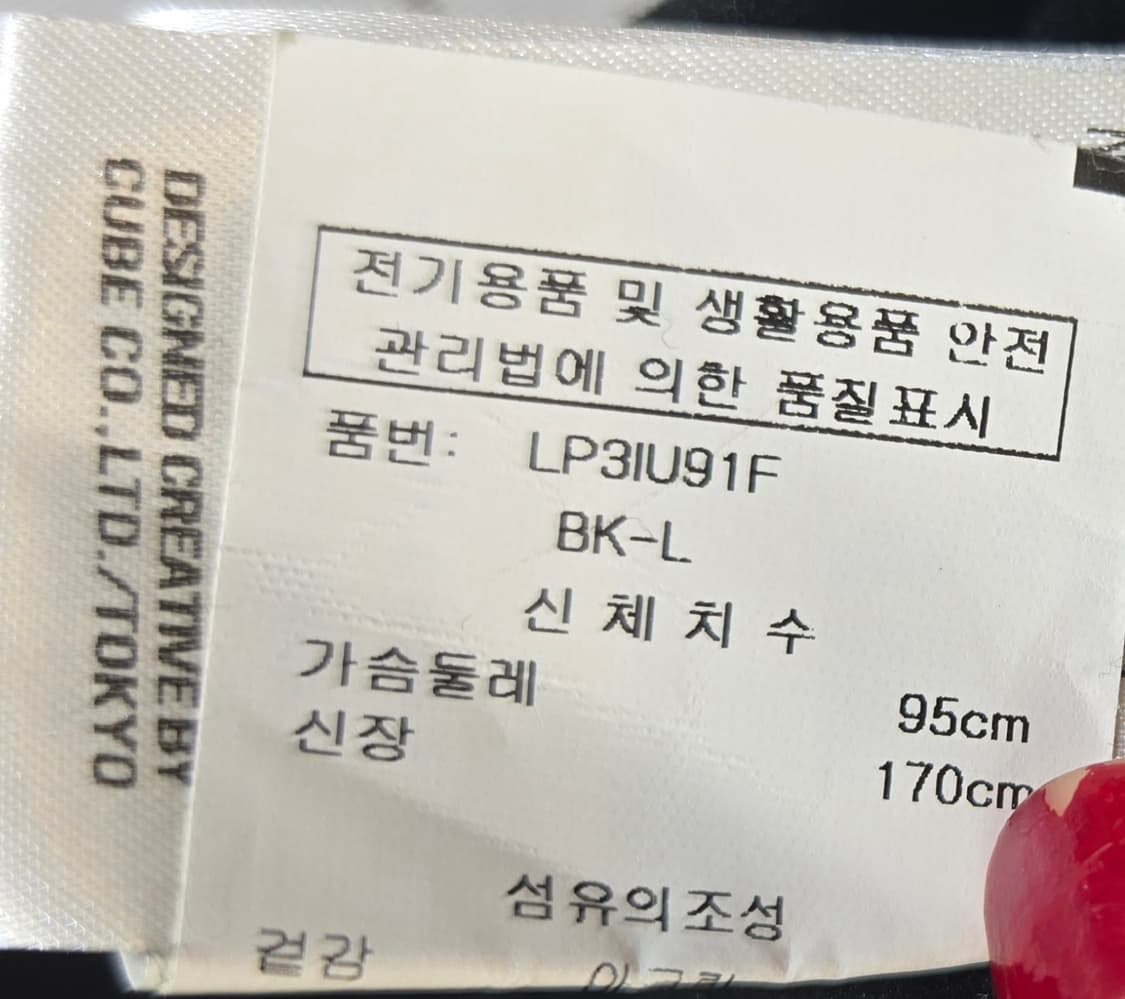 DESIGNED CREATIVE BY
CUBE CO.,LTD./TOKYO
전기용품 및 생활용품 안전
관리법에 의한 품질표시
품번: LP3IU91F
BK-L
신 체 치 수
가슴둘레 95cm
신장 170cm
섬유의조성
겉감